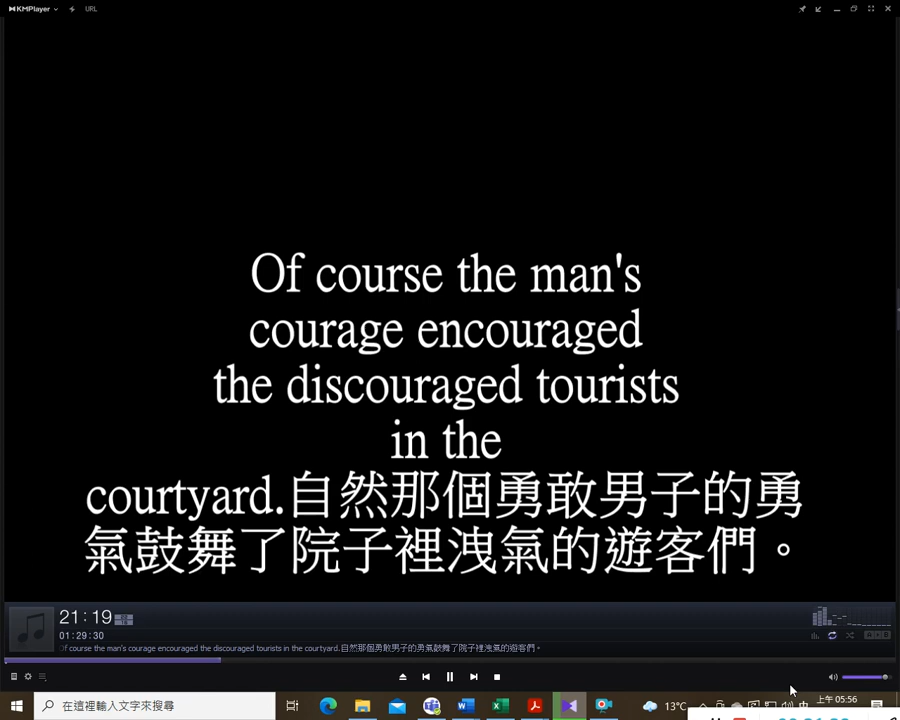 KMPlayer
URL
Of course the man's
courage encouraged
the discouraged tourists
in the
courtyard.自然那個勇敢男子的勇
氣鼓舞了院子裡洩氣的遊客們。
21:19
01:29:30
Of course the man's courage encouraged the discouraged tourists in the courtyard.自然那個勇敢男子的勇氣鼓舞了院子裡洩氣的遊客們。
在這裡輸入文字來搜尋
13°C
中
上午 05:56